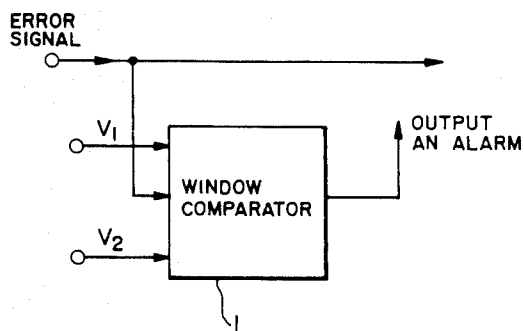 ERROR
SIGNAL
V1
OUTPUT
AN ALARM
WINDOW
COMPARATOR
V2
1